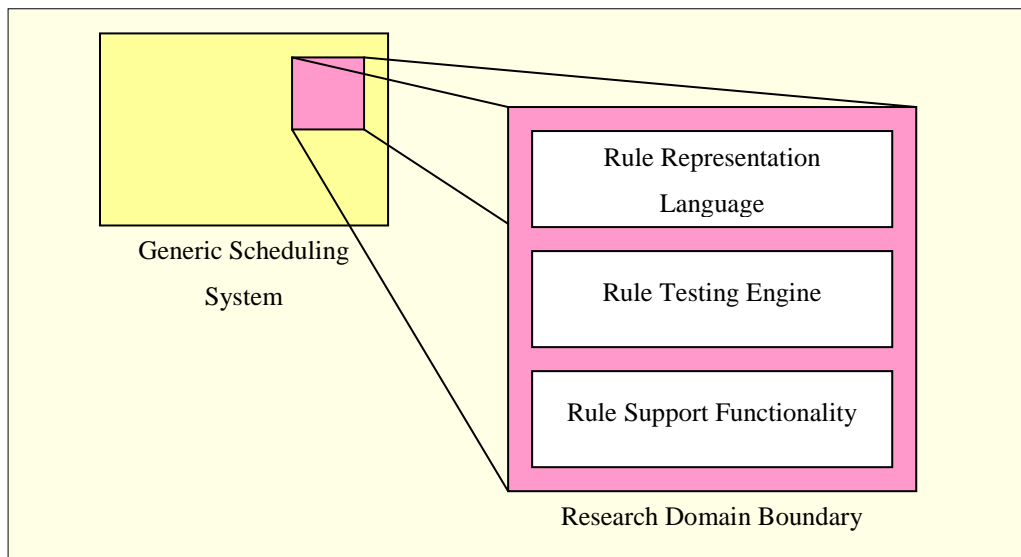 Generic Scheduling
System
Rule Representation
Language
Rule Testing Engine
Rule Support Functionality
Research Domain Boundary